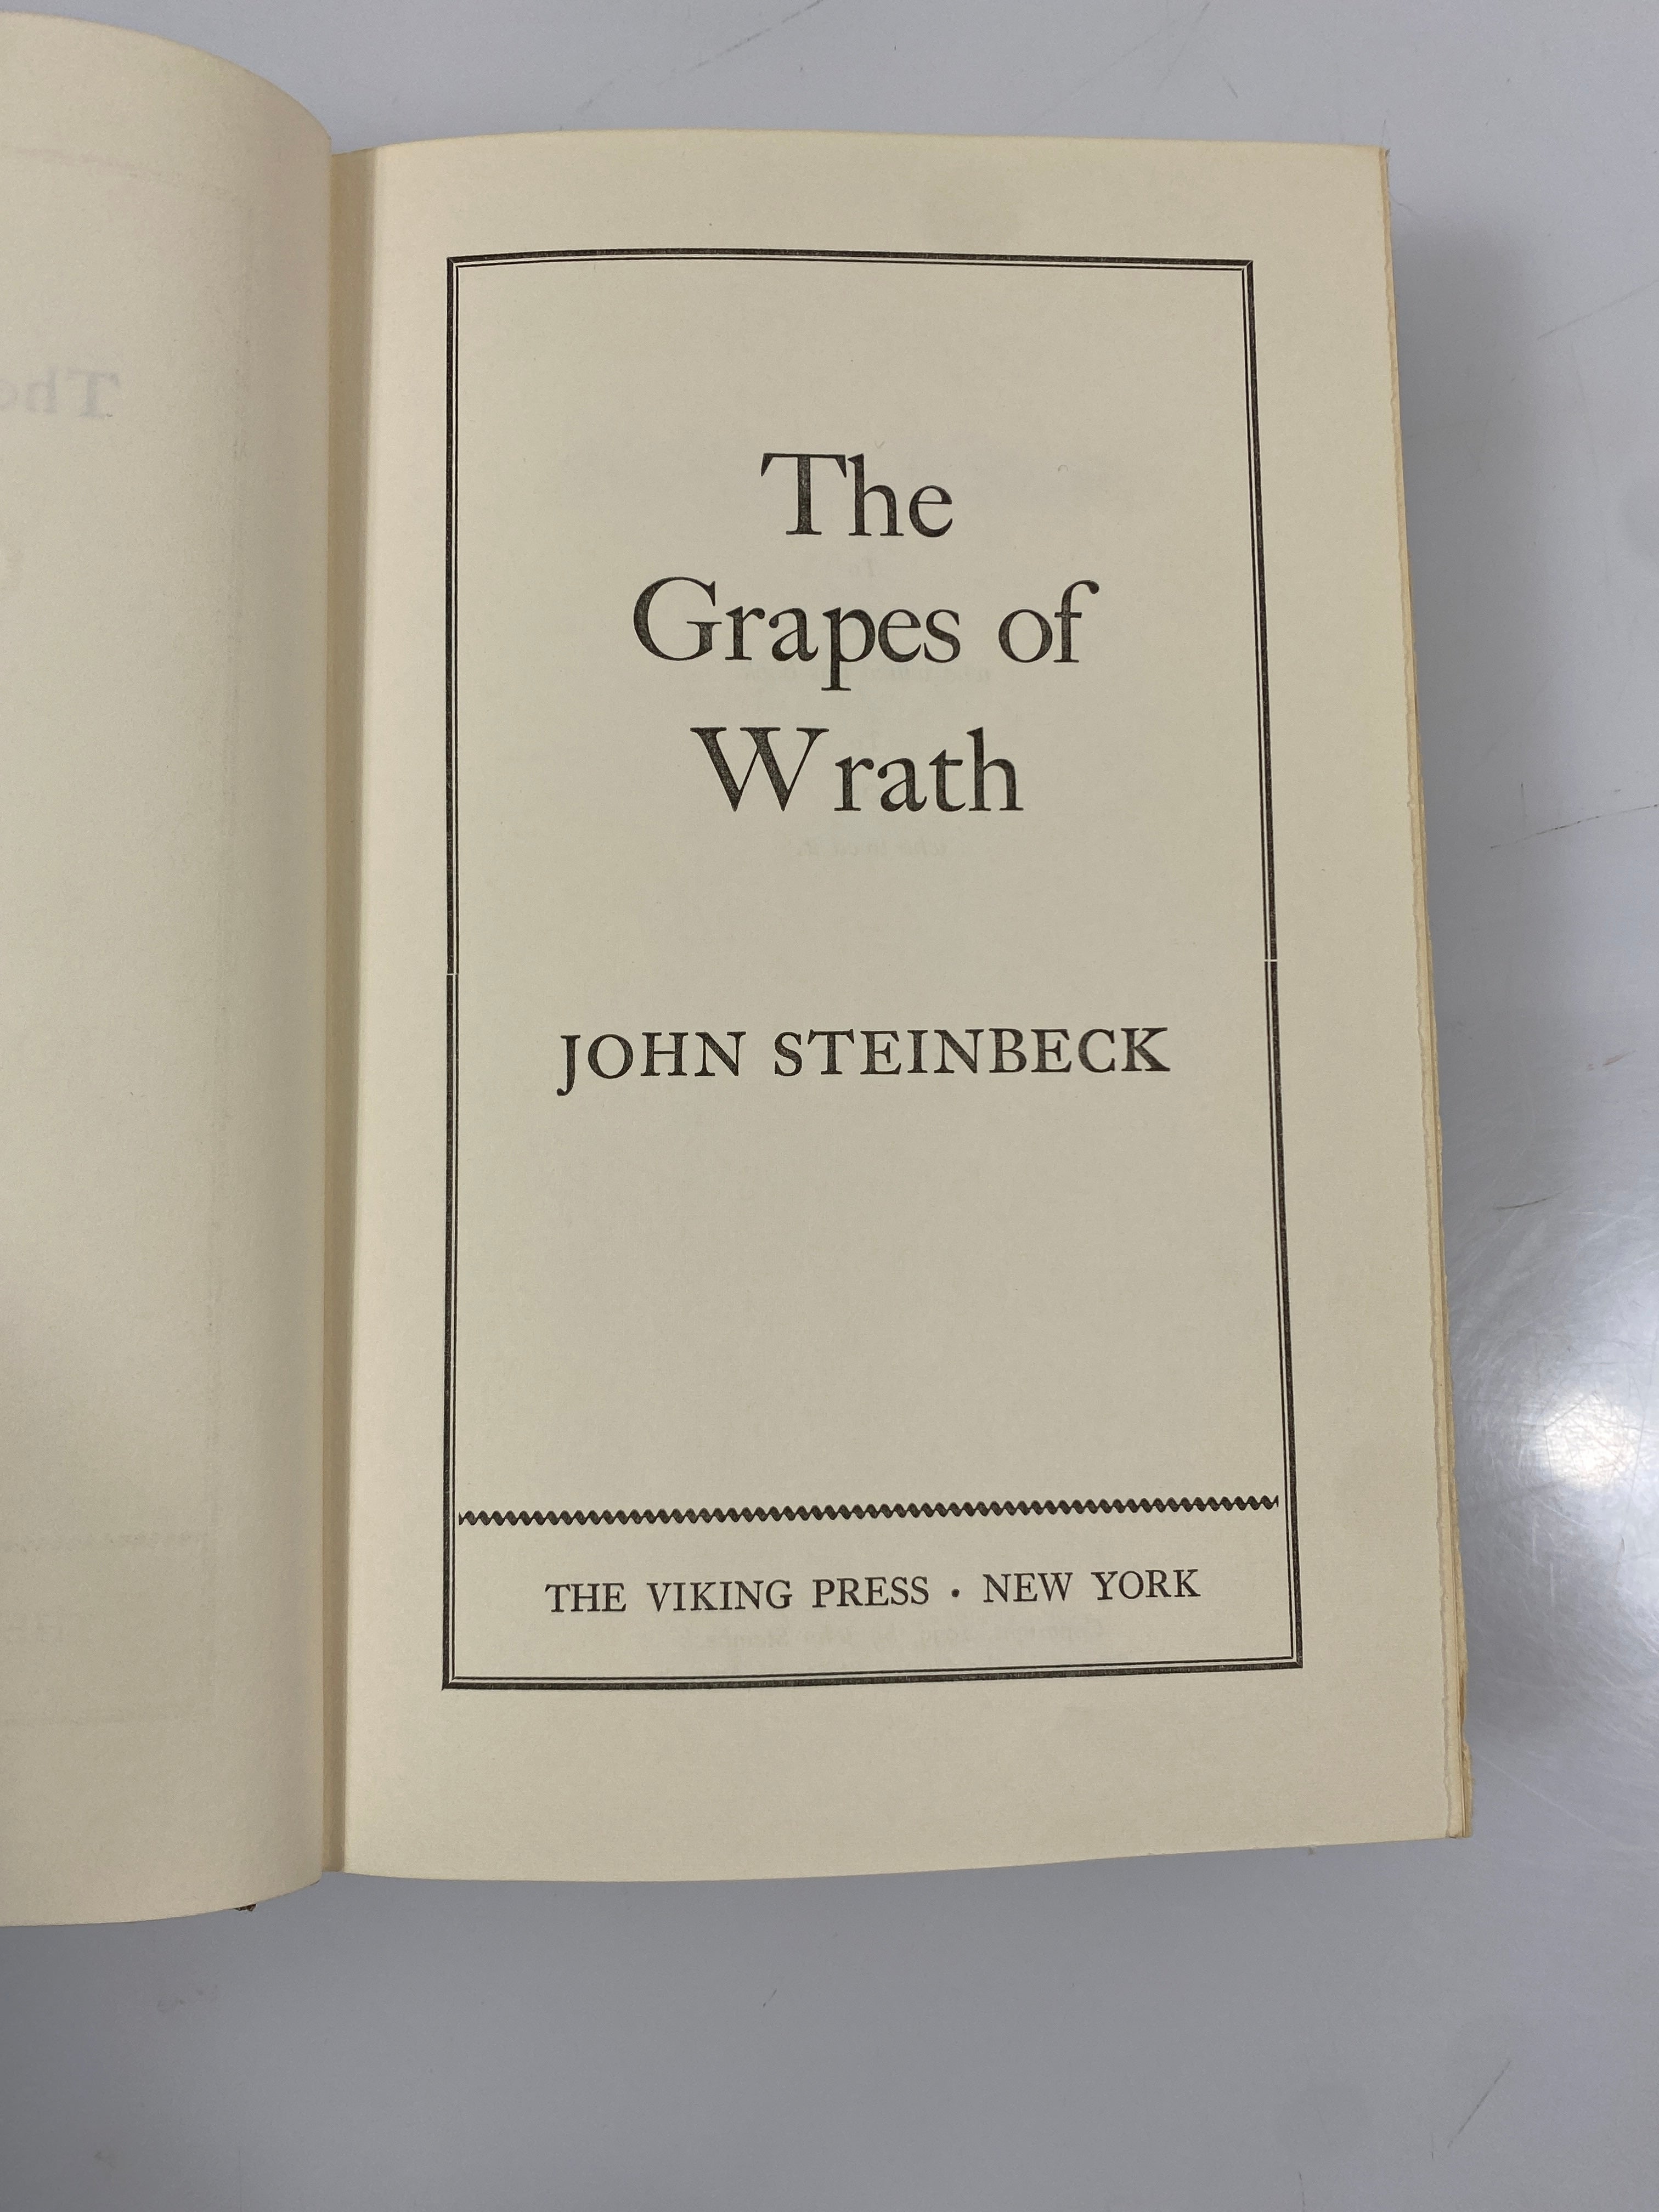 The
Grapes of
Wrath
JOHN STEINBECK
THE VIKING PRESS · NEW YORK